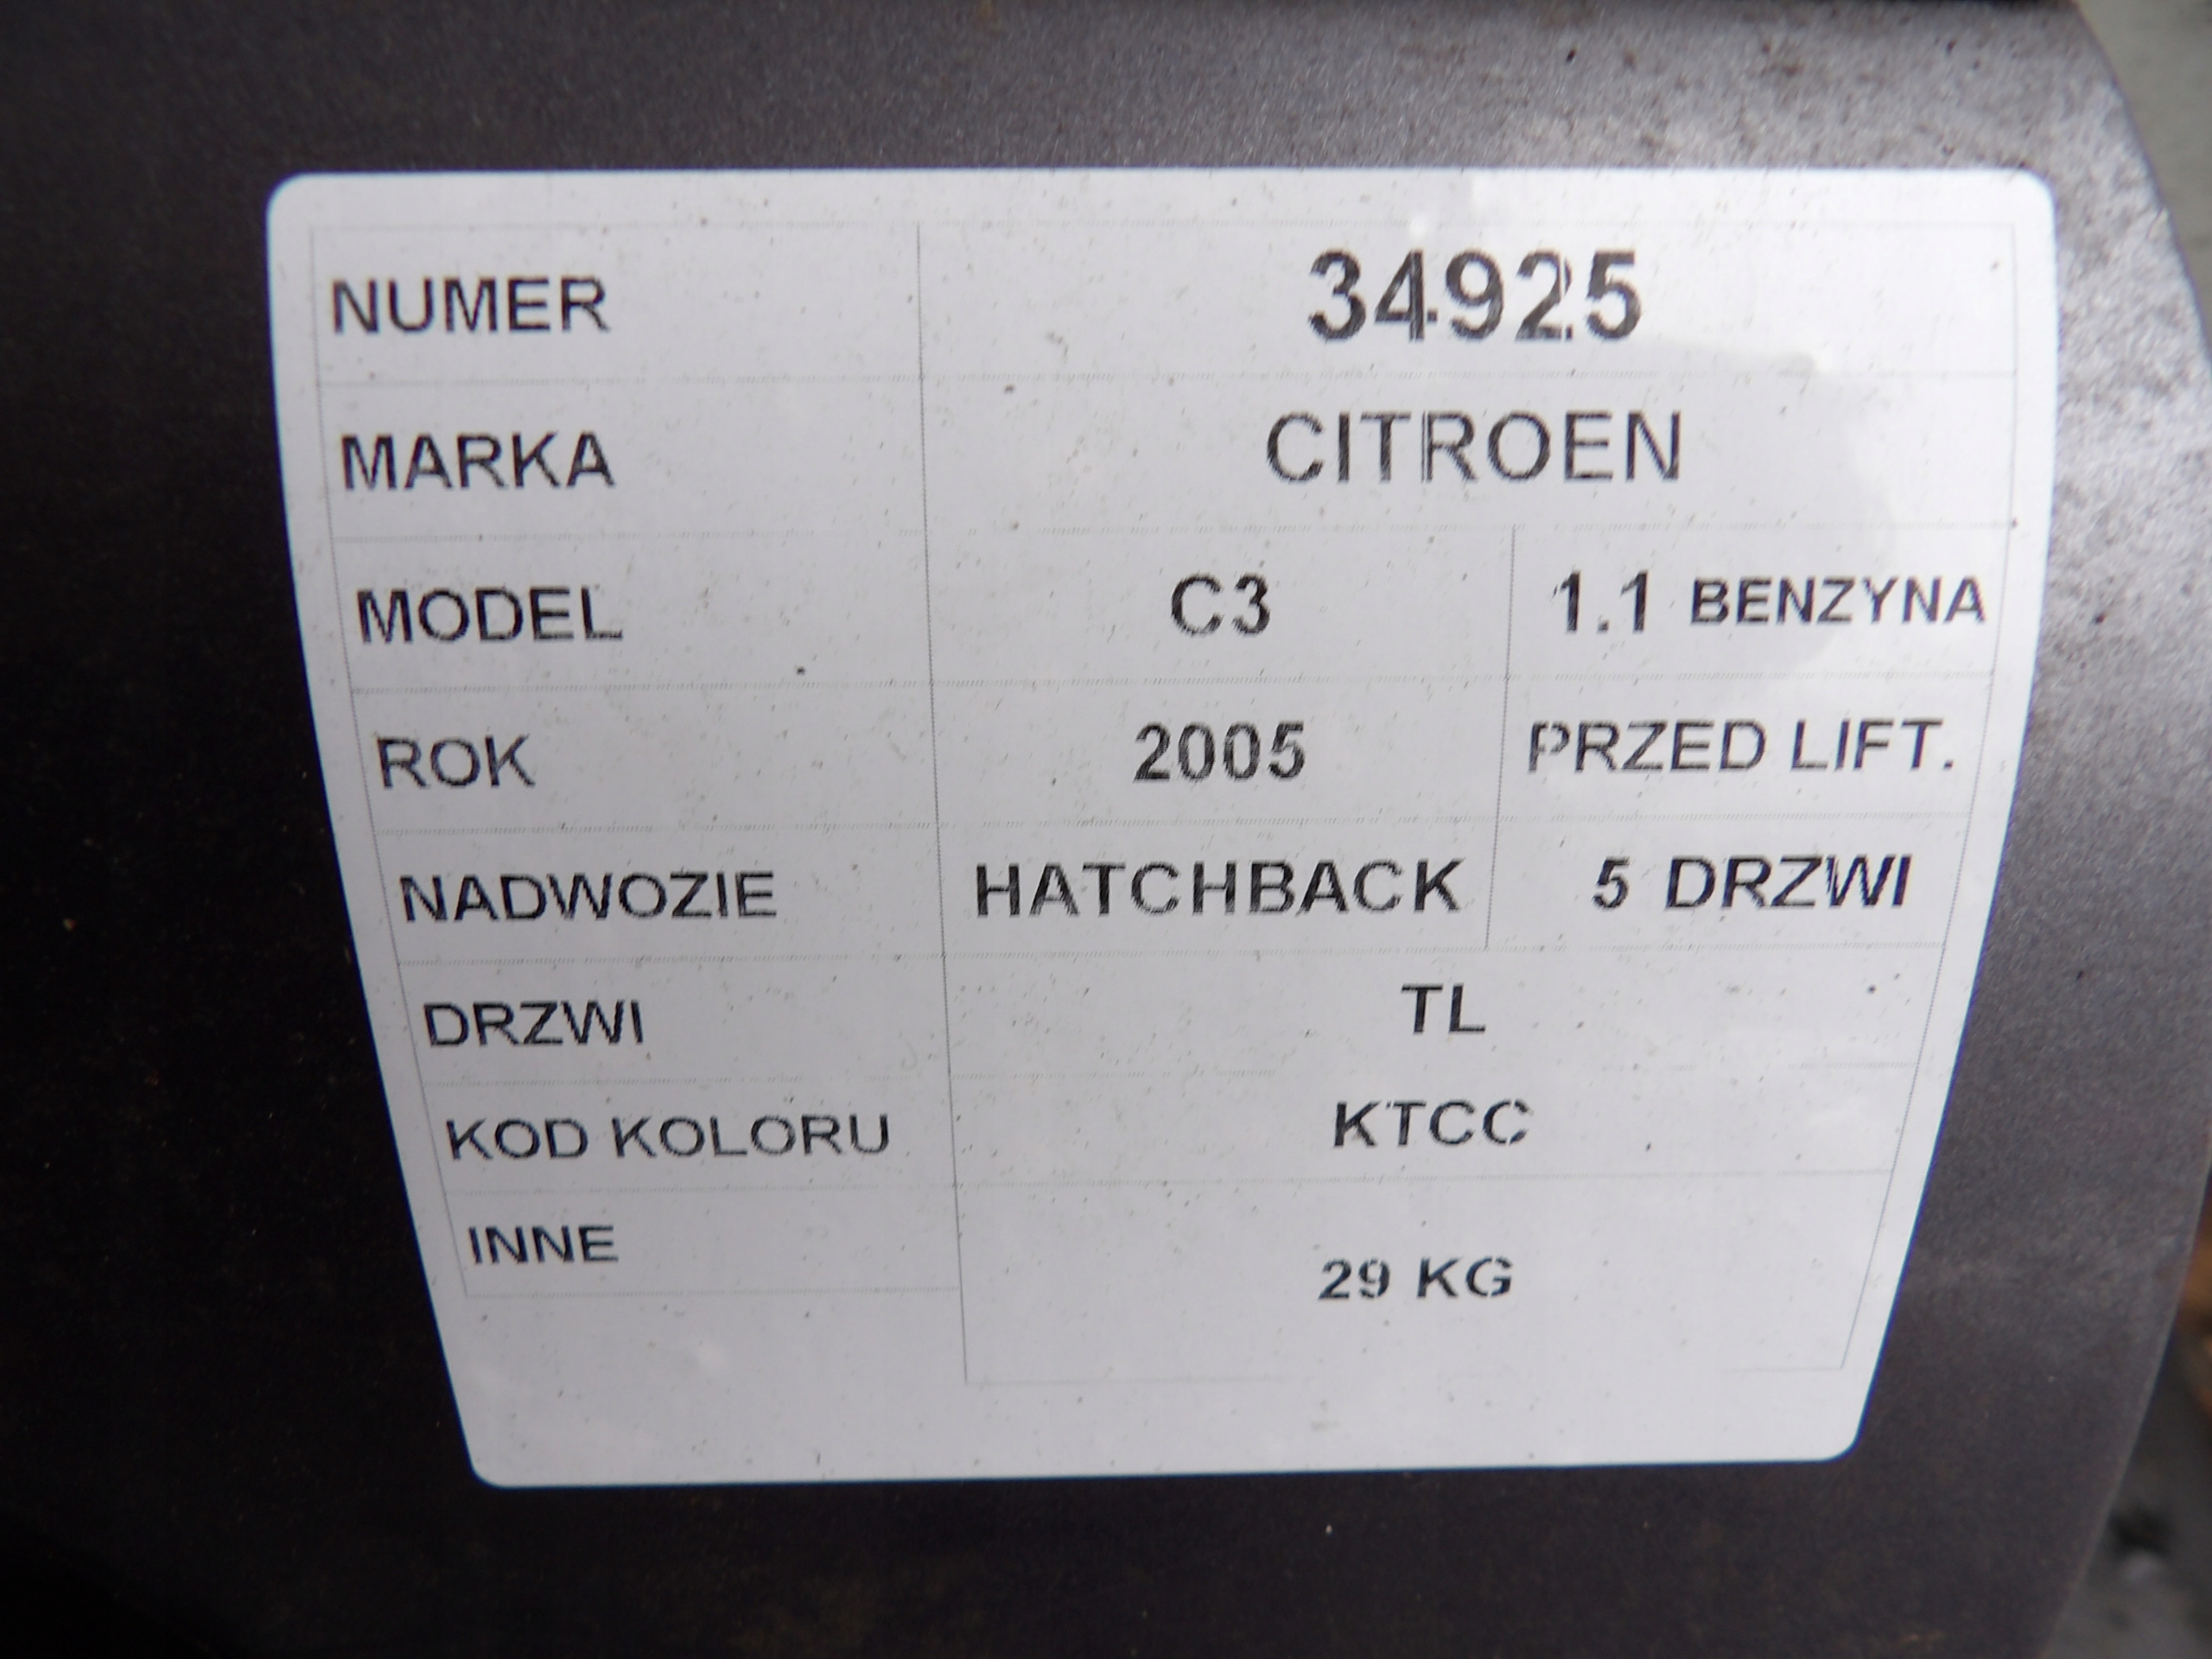 NUMER 34925
MARKA CITROEN
MODEL C3 1.1 BENZYNA
ROK 2005 PRZED LIFT.
NADWOZIE HATCHBACK 5 DRZWI
DRZWI TL
KOD KOLORU KTCC
INNE 29 KG